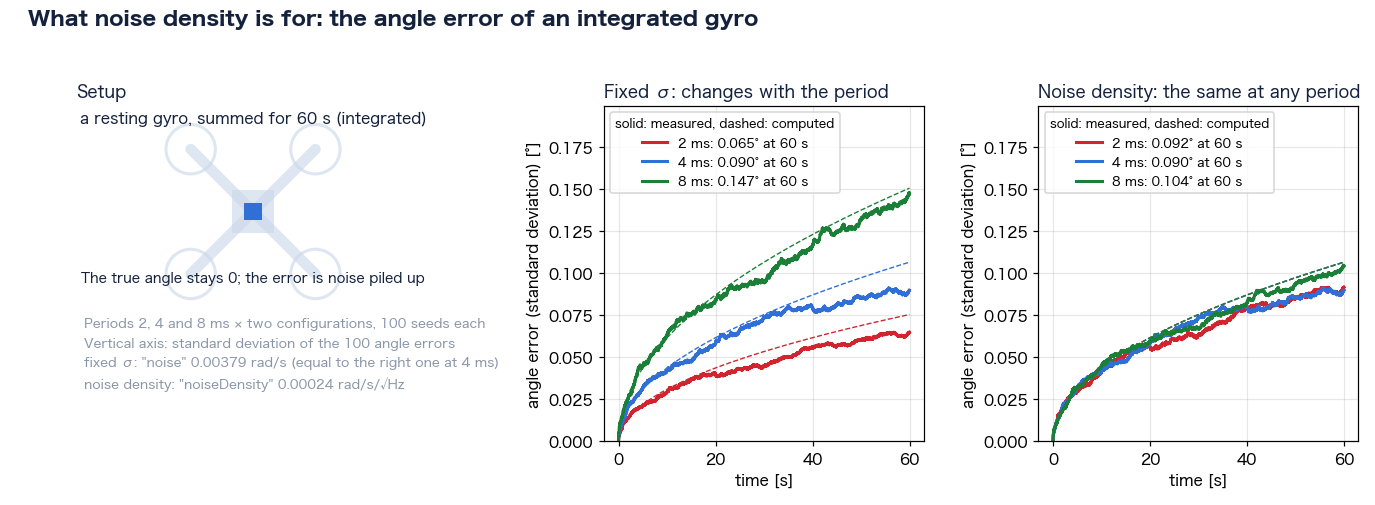 What noise density is for: the angle error of an integrated gyro
Setup
a resting gyro, summed for 60 s (integrated)
The true angle stays 0; the error is noise piled up
Periods 2, 4 and 8 ms × two configurations, 100 seeds each
Vertical axis: standard deviation of the 100 angle errors
fixed σ: "noise" 0.00379 rad/s (equal to the right one at 4 ms)
noise density: "noiseDensity" 0.00024 rad/s/√Hz
Fixed σ: changes with the period
solid: measured, dashed: computed
2 ms: 0.065° at 60 s
4 ms: 0.090° at 60 s
8 ms: 0.147° at 60 s
angle error (standard deviation) [°]
0.175
0.150
0.125
0.100
0.075
0.050
0.025
0.000
0 20 40 60
time [s]
Noise density: the same at any period
solid: measured, dashed: computed
2 ms: 0.092° at 60 s
4 ms: 0.090° at 60 s
8 ms: 0.104° at 60 s
angle error (standard deviation) [°]
0.175
0.150
0.125
0.100
0.075
0.050
0.025
0.000
0 20 40 60
time [s]